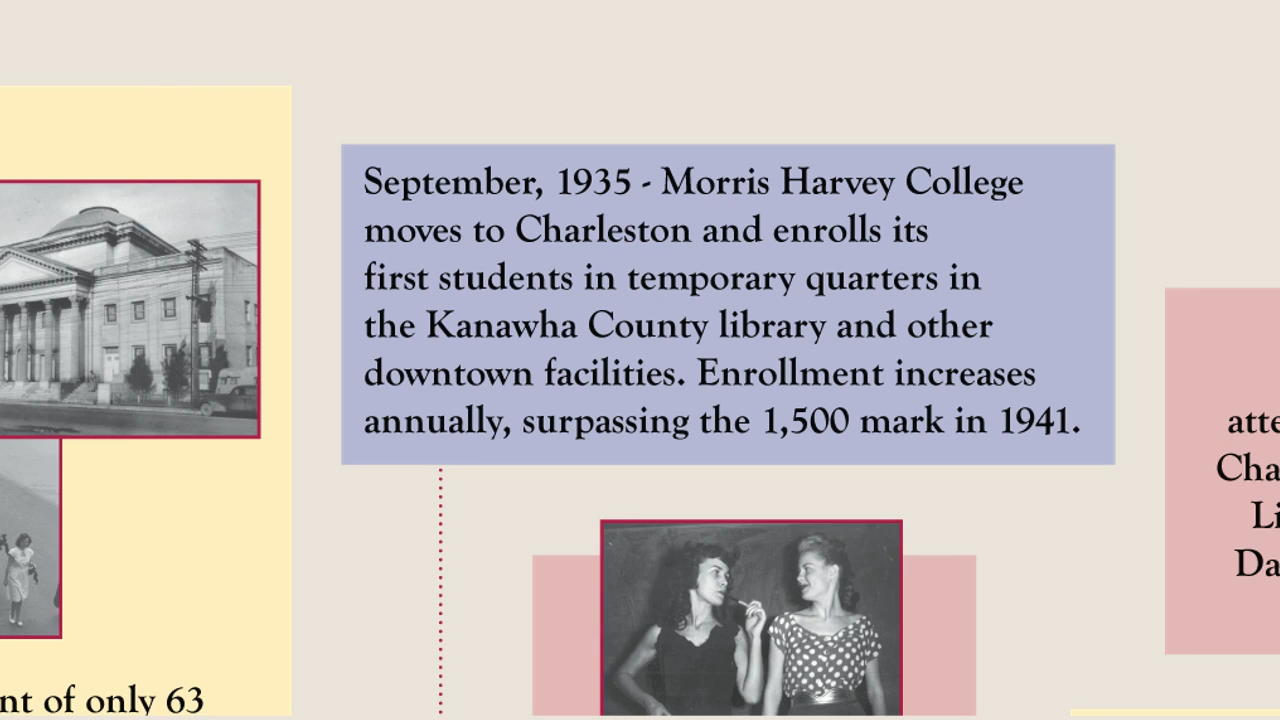 September, 1935 - Morris Harvey College
moves to Charleston and enrolls its
first students in temporary quarters in
the Kanawha County library and other
downtown facilities. Enrollment increases
annually, surpassing the 1,500 mark in 1941.
of only 63